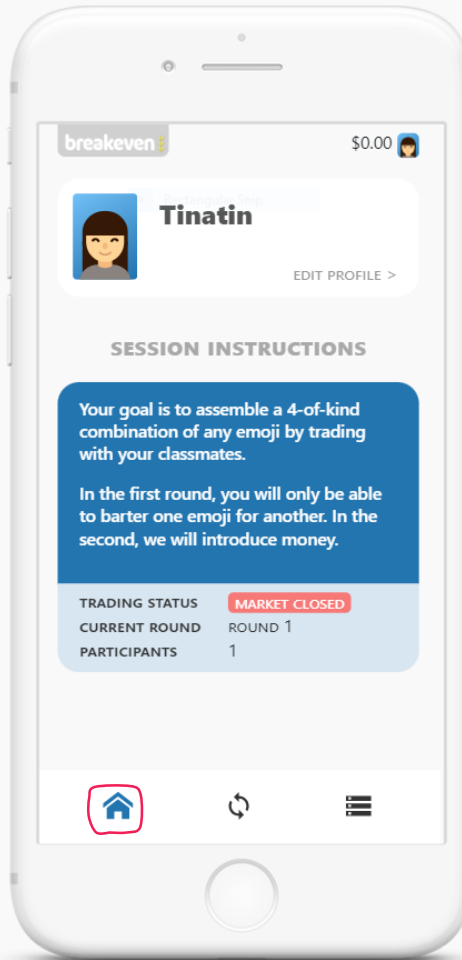 breakeven
$0.00
Rectangular Snip
Tinatin
EDIT PROFILE >
SESSION INSTRUCTIONS
Your goal is to assemble a 4-of-kind
combination of any emoji by trading
with your classmates.
In the first round, you will only be able
to barter one emoji for another. In the
second, we will introduce money.
TRADING STATUS MARKET CLOSED
CURRENT ROUND ROUND 1
PARTICIPANTS 1